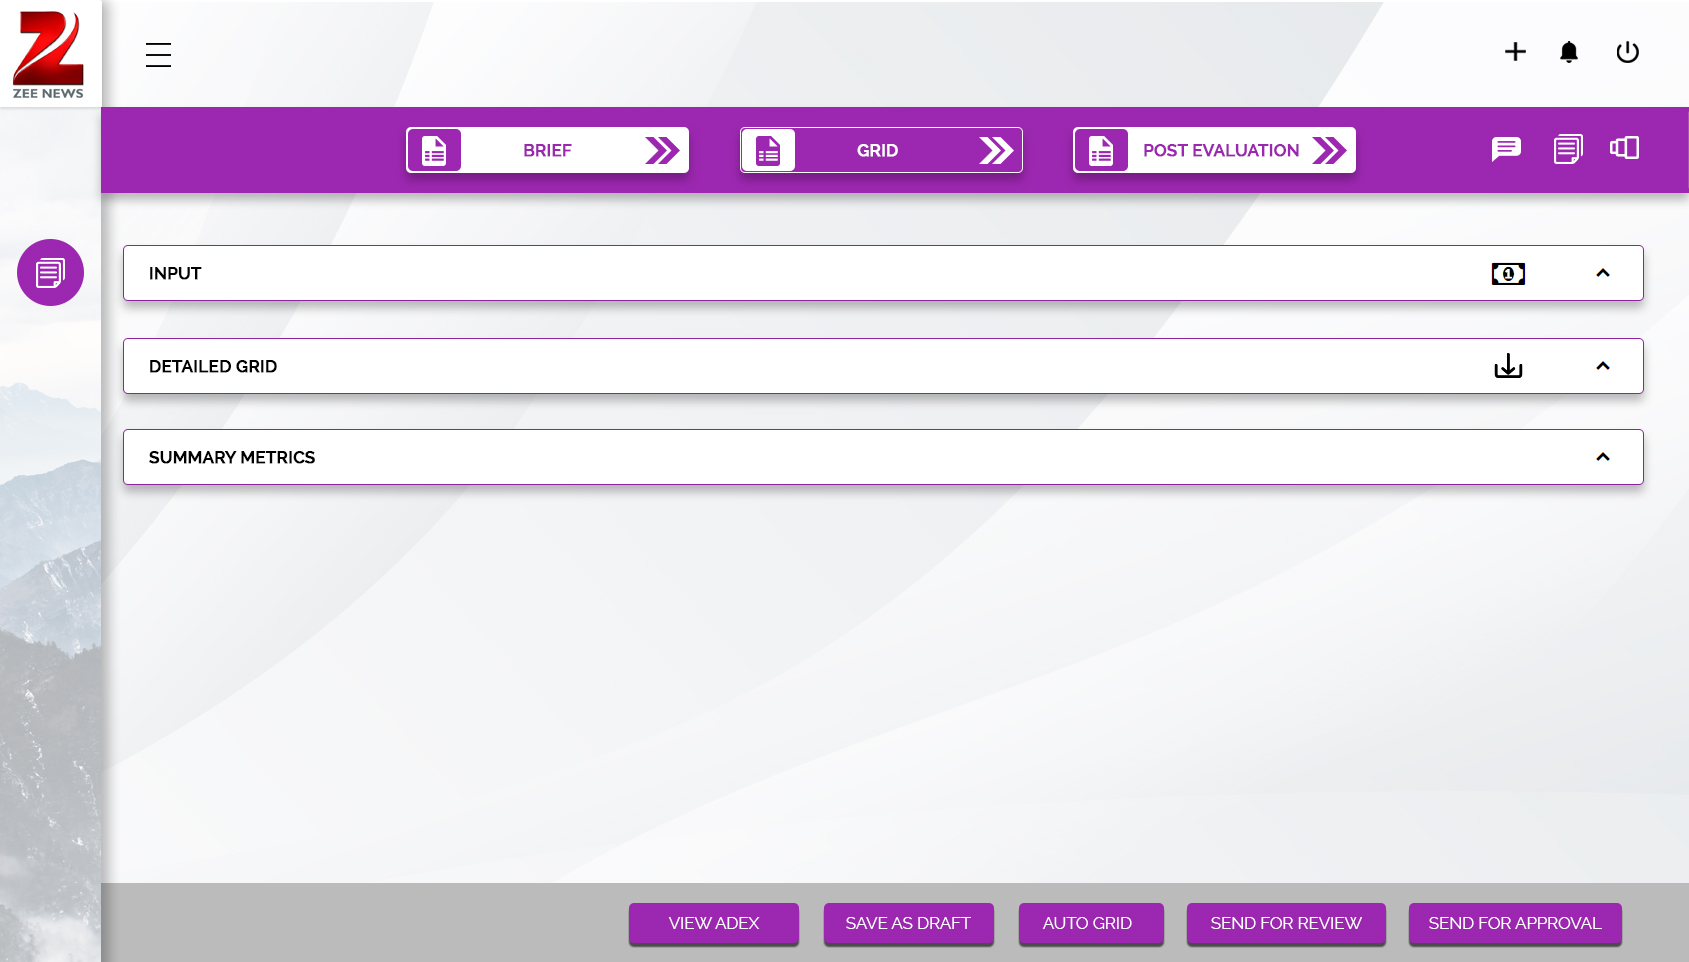 ZEE NEWS
BRIEF
GRID
POST EVALUATION
INPUT
1
DETAILED GRID
SUMMARY METRICS
VIEW ADEX
SAVE AS DRAFT
AUTO GRID
SEND FOR REVIEW
SEND FOR APPROVAL